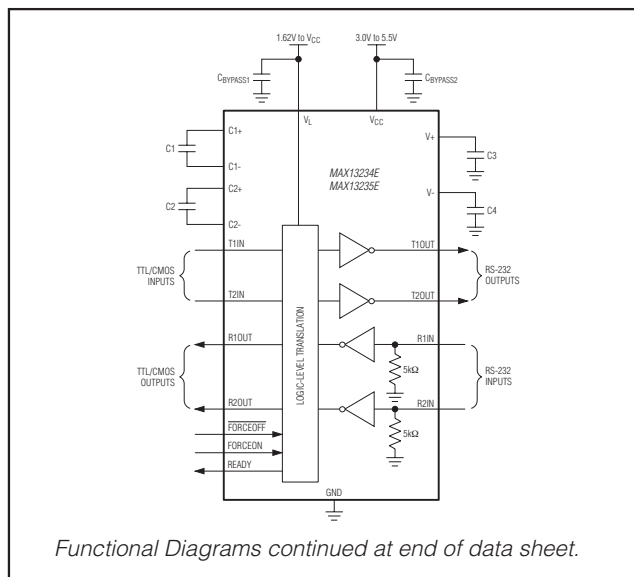 1.62V to VCC
3.0V to 5.5V
CBYPASS1
CBYPASS2
VL
VCC
C1+
C1
C1-
C2+
C2
C2-
V+
C3
V-
C4
MAX13234E
MAX13235E
T1IN
T1OUT
TTL/CMOS
INPUTS
RS-232
OUTPUTS
T2IN
T2OUT
LOGIC-LEVEL TRANSLATION
R1OUT
R1IN
TTL/CMOS
OUTPUTS
5kΩ
RS-232
INPUTS
R2OUT
R2IN
5kΩ
FORCEOFF
FORCEON
READY
GND
Functional Diagrams continued at end of data sheet.